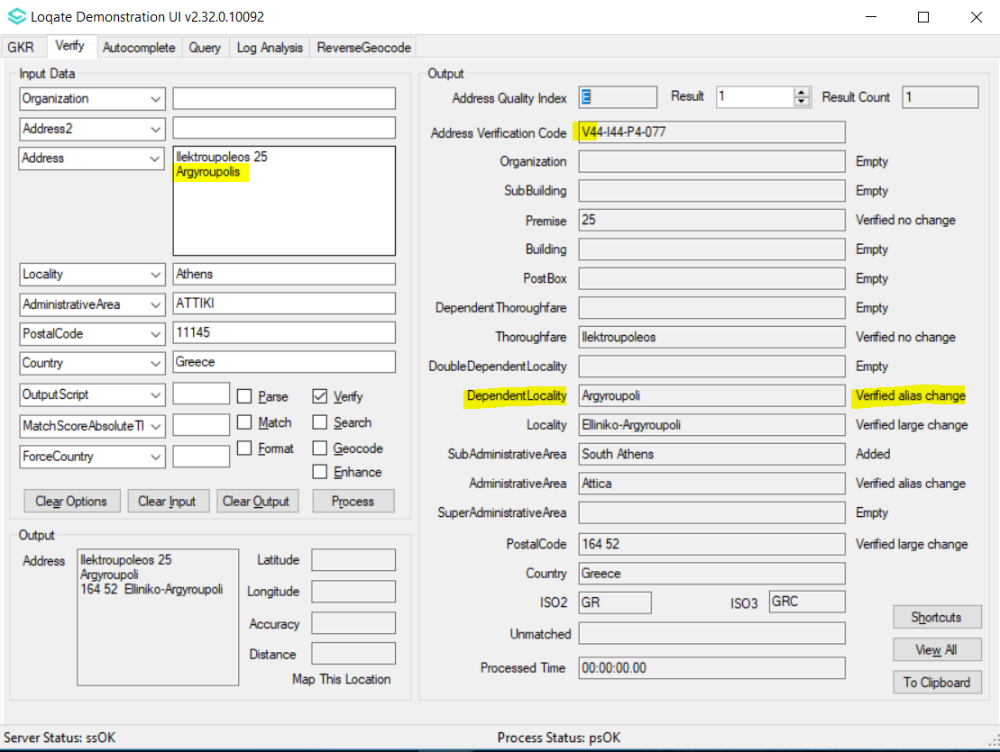 Loqate Demonstration UI v2.32.0.10092
GKR Verify Autocomplete Query Log Analysis ReverseGeocode
Input Data
Organization
Address2
Address
Ilektroupoleos 25
Argyroupolis
Locality Athens
AdministrativeArea ATTIKI
PostalCode 11145
Country Greece
OutputScript Parse Verify
MatchScoreAbsoluteTl Match Search
ForceCountry Format Geocode
Enhance
Clear Options Clear Input Clear Output Process
Output
Address
Ilektroupoleos 25
Argyroupoli
164 52 Elliniko-Argyroupoli
Latitude
Longitude
Accuracy
Distance
Map This Location
Output
Address Quality Index E Result 1 Result Count 1
Address Verification Code V44-I44-P4-077
Organization Empty
SubBuilding Empty
Premise 25 Verified no change
Building Empty
PostBox Empty
DependentThoroughfare Empty
Thoroughfare Ilektroupoleos Verified no change
DoubleDependentLocality Empty
DependentLocality Argyroupoli Verified alias change
Locality Elliniko-Argyroupoli Verified large change
SubAdministrativeArea South Athens Added
AdministrativeArea Attica Verified alias change
SuperAdministrativeArea Empty
PostalCode 164 52 Verified large change
Country Greece
ISO2 GR ISO3 GRC
Unmatched
Processed Time 00:00:00.00
Shortcuts
View All
To Clipboard
Server Status: ssOK Process Status: psOK